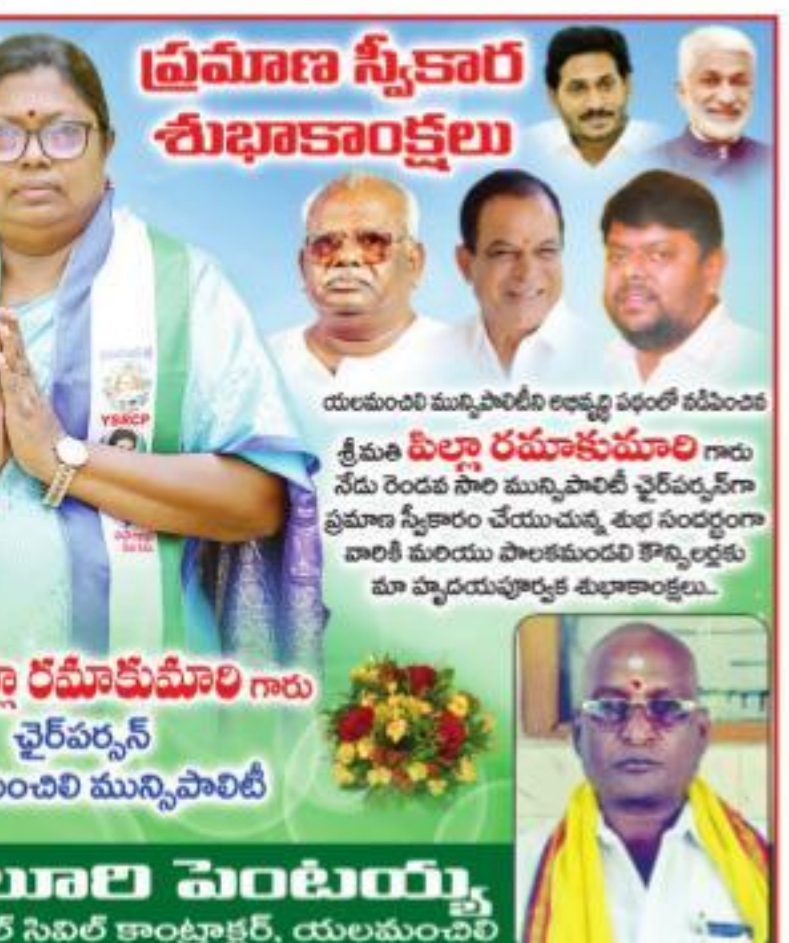 ప్రమాణ స్వీకార
శుభాకాంక్షలు
యలమంచిలి మున్సిపాలిటీని అభివృద్ధి పథంలో నడిపించిన
శ్రీమతి పిల్లా రమాకుమారి గారు
నేడు రెండవ సారి మున్సిపాలిటీ ఛైర్‌పర్సన్‌గా
ప్రమాణ స్వీకారం చేయుచున్న శుభ సందర్భంగా
వారికి మరియు పాలకమండలి కౌన్సిలర్లకు
మా హృదయపూర్వక శుభాకాంక్షలు..
YSRCP
రమాకుమారి గారు
ఛైర్‌పర్సన్
మున్సిపాలిటీ
పెంటయ్య
సివిల్ కాంట్రాక్టర్, యలమంచిలి